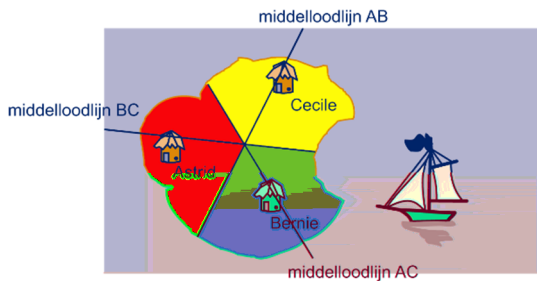 middelloodlijn AB
Cecile
middelloodlijn BC
Astrid
Bernie
middelloodlijn AC